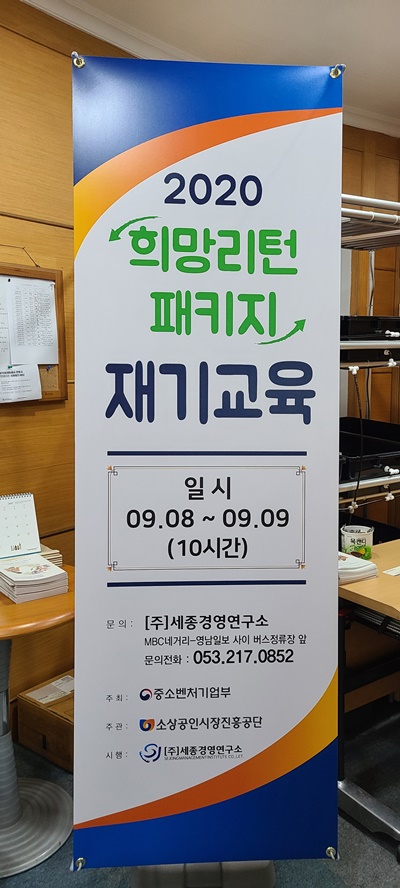 2020
희망리턴
패키지
재기교육
일 시
09.08 ~ 09.09
(10시간)
문 의 : [주]세종경영연구소
MBC네거리-영남일보 사이 버스정류장 앞
문의전화 : 053.217.0852
주 최 : 중소벤처기업부
주 관 : 소상공인시장진흥공단
시 행 : [주]세종경영연구소